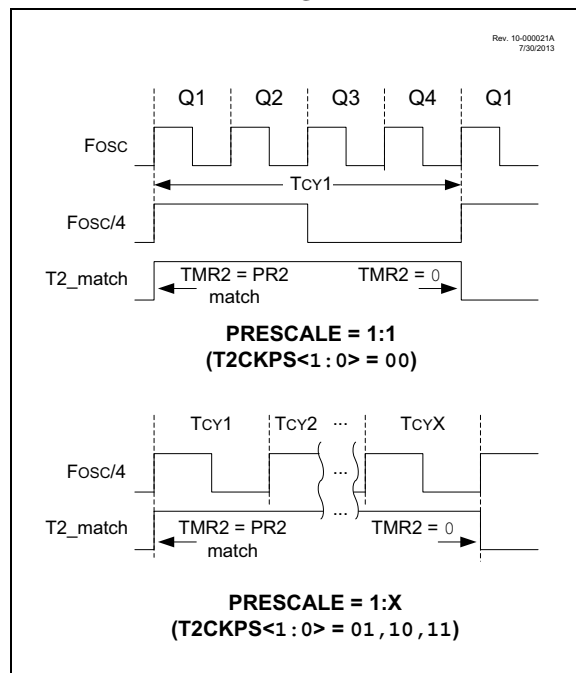 Rev. 10-000021A
7/30/2013
Q1 Q2 Q3 Q4 Q1
FOSC
TCY1
FOSC/4
T2_match
TMR2 = PR2
match
TMR2 = 0
PRESCALE = 1:1
(T2CKPS<1:0> = 00)
TCY1 TCY2 ... TCYX
FOSC/4
...
T2_match
TMR2 = PR2
match
...
TMR2 = 0
PRESCALE = 1:X
(T2CKPS<1:0> = 01,10,11)